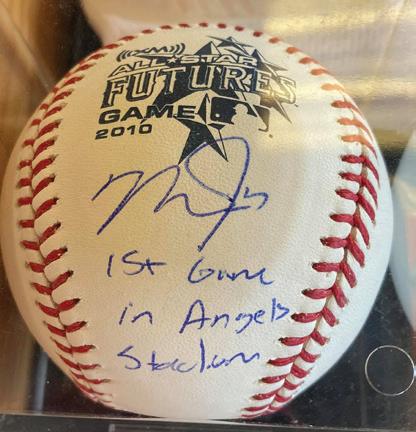 XM
ALL★STAR
FUTURES
GAME
2010
1st Game
in Angels
Stadium